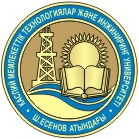 КАСПИЙ МЕМЛЕКЕТТІК ТЕХНОЛОГИЯЛАР ЖӘНЕ ИНЖИНИРИНГ УНИВЕРСИТЕТІ
Ш.ЕСЕНОВ АТЫНДАҒЫ